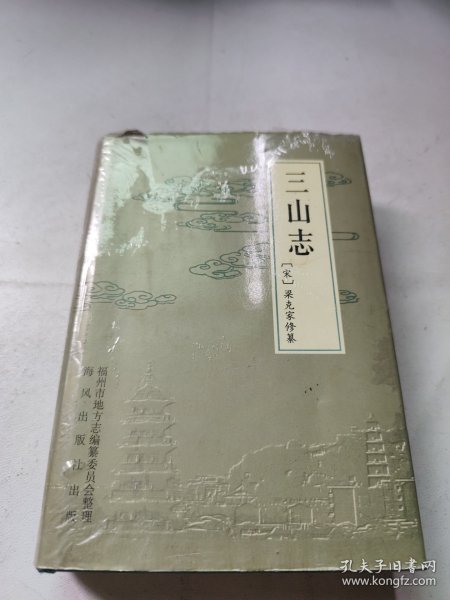 三山志
〔宋〕梁克家修纂
福州市地方志编纂委员会整理
海风出版社出版
孔夫子旧书网
www.kongfz.com